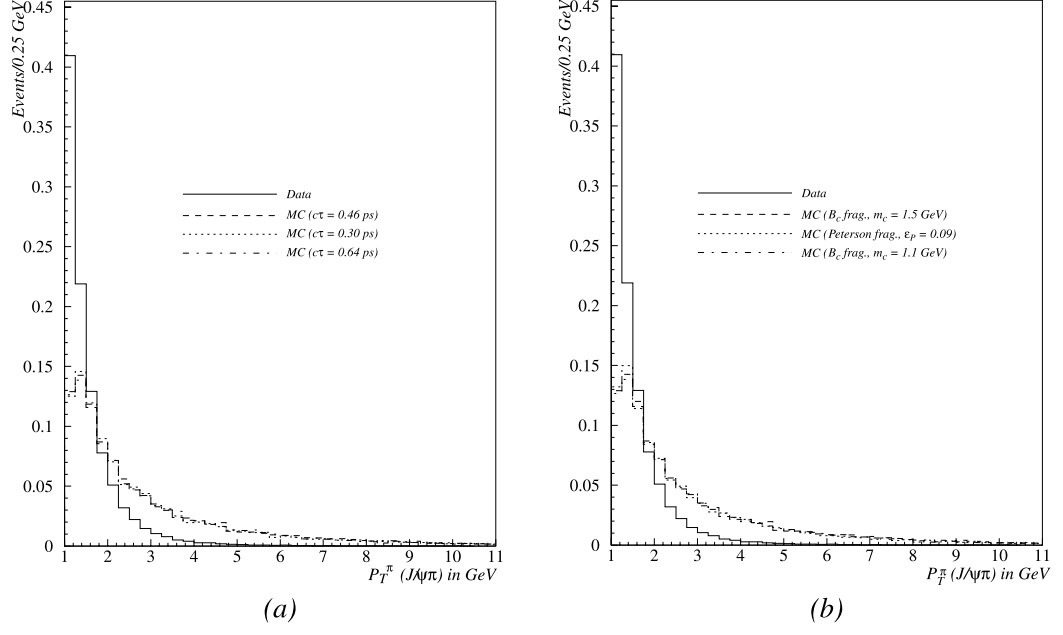 Events/0.25 GeV
0.45
0.4
0.35
0.3
0.25
0.2
0.15
0.1
0.05
0
Data
MC (cτ = 0.46 ps)
MC (cτ = 0.30 ps)
MC (cτ = 0.64 ps)
1 2 3 4 5 6 7 8 9 10 11
P_T^π (J/ψπ) in GeV
(a)
Events/0.25 GeV
0.45
0.4
0.35
0.3
0.25
0.2
0.15
0.1
0.05
0
Data
MC (B_c frag., m_c = 1.5 GeV)
MC (Peterson frag., ε_P = 0.09)
MC (B_c frag., m_c = 1.1 GeV)
1 2 3 4 5 6 7 8 9 10 11
P_T^π (J/ψπ) in GeV
(b)